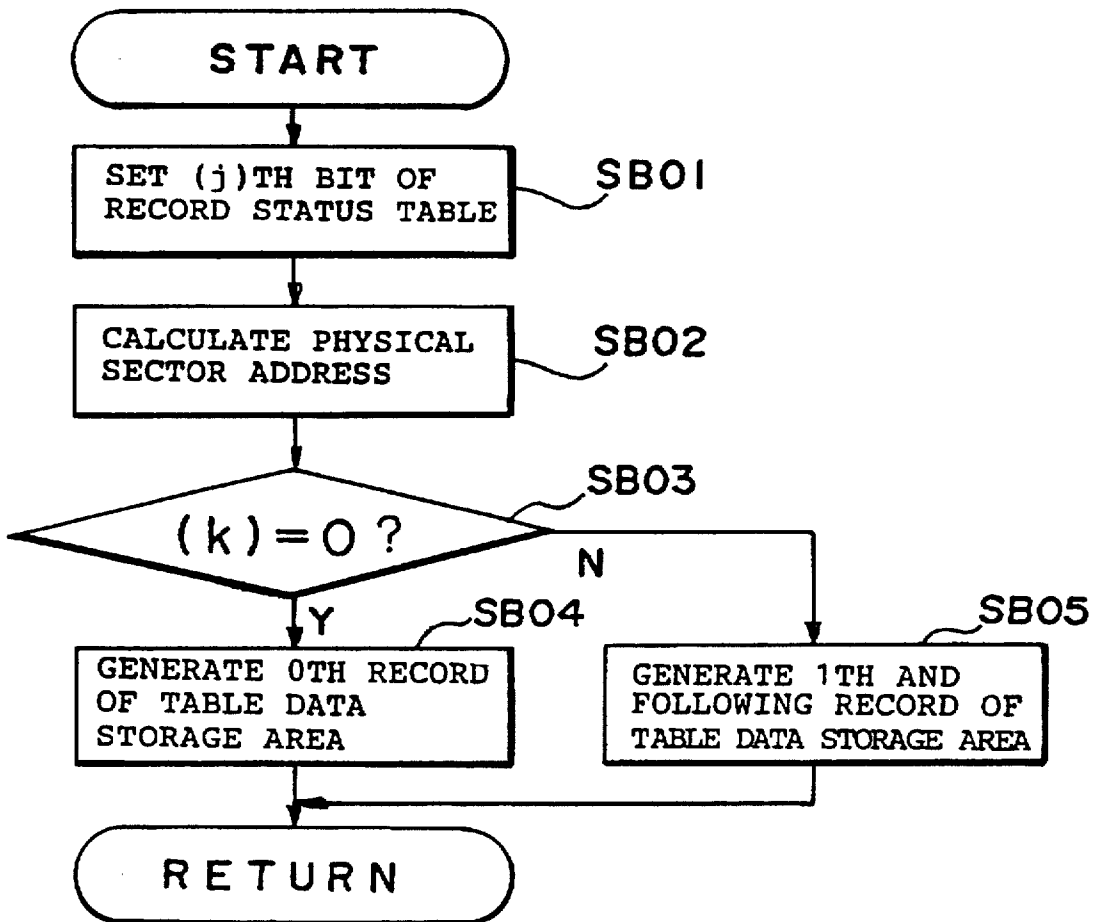 START
SET (j)TH BIT OF
RECORD STATUS TABLE
SB01
CALCULATE PHYSICAL
SECTOR ADDRESS
SB02
(k)=0?
SB03
N
Y
SB04
GENERATE 0TH RECORD
OF TABLE DATA
STORAGE AREA
SB05
GENERATE 1TH AND
FOLLOWING RECORD OF
TABLE DATA STORAGE AREA
RETURN